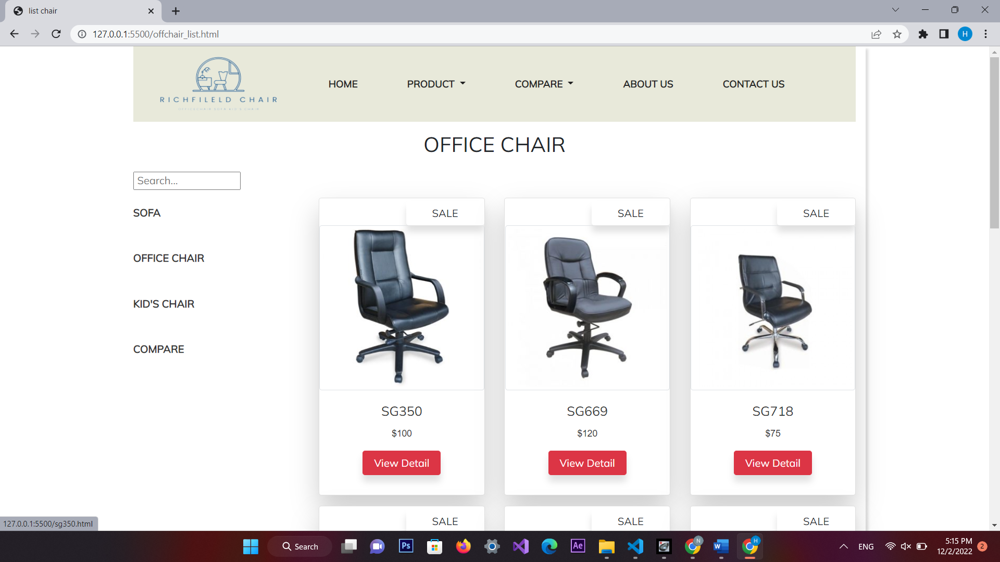 list chair
127.0.0.1:5500/offchair_list.html
H
RICHFILELD CHAIR
HOME
PRODUCT
COMPARE
ABOUT US
CONTACT US
OFFICE CHAIR
Search...
SOFA
OFFICE CHAIR
KID'S CHAIR
COMPARE
SALE
SALE
SALE
SG350
SG669
SG718
$100
$120
$75
View Detail
View Detail
View Detail
SALE
SALE
SALE
127.0.0.1:5500/sg350.html
Search
Ps
Ae
N
W
H
ENG
5:15 PM
12/2/2022
2